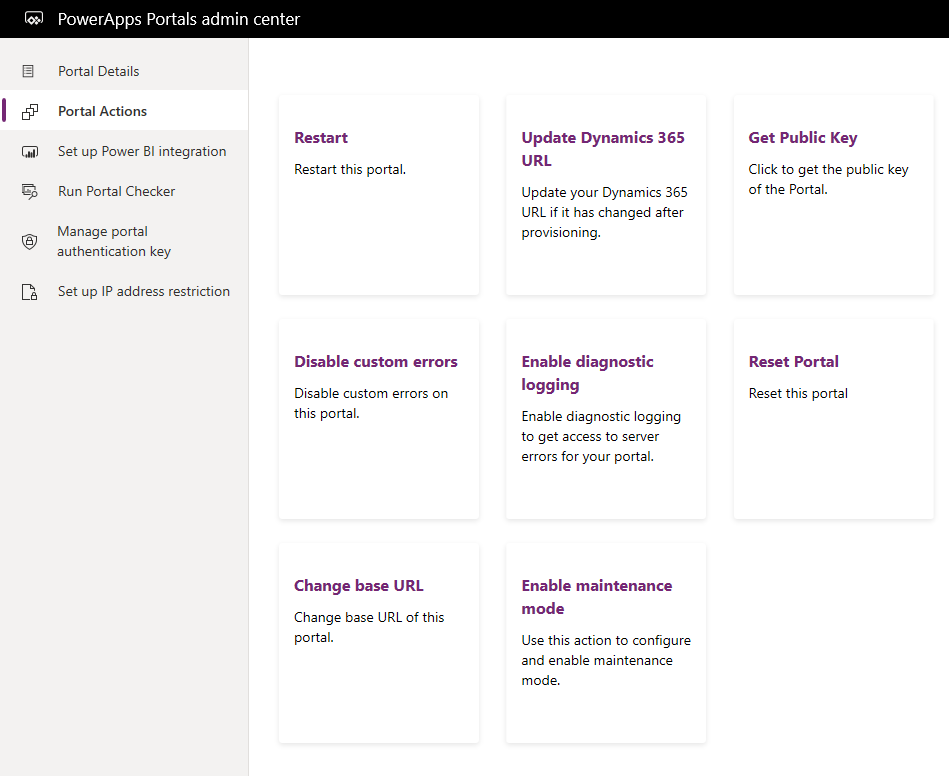 PowerApps Portals admin center
Portal Details
Portal Actions
Set up Power BI integration
Run Portal Checker
Manage portal
authentication key
Set up IP address restriction
Restart
Restart this portal.
Update Dynamics 365
URL
Update your Dynamics 365
URL if it has changed after
provisioning.
Get Public Key
Click to get the public key
of the Portal.
Disable custom errors
Disable custom errors on
this portal.
Enable diagnostic
logging
Enable diagnostic logging
to get access to server
errors for your portal.
Reset Portal
Reset this portal
Change base URL
Change base URL of this
portal.
Enable maintenance
mode
Use this action to configure
and enable maintenance
mode.